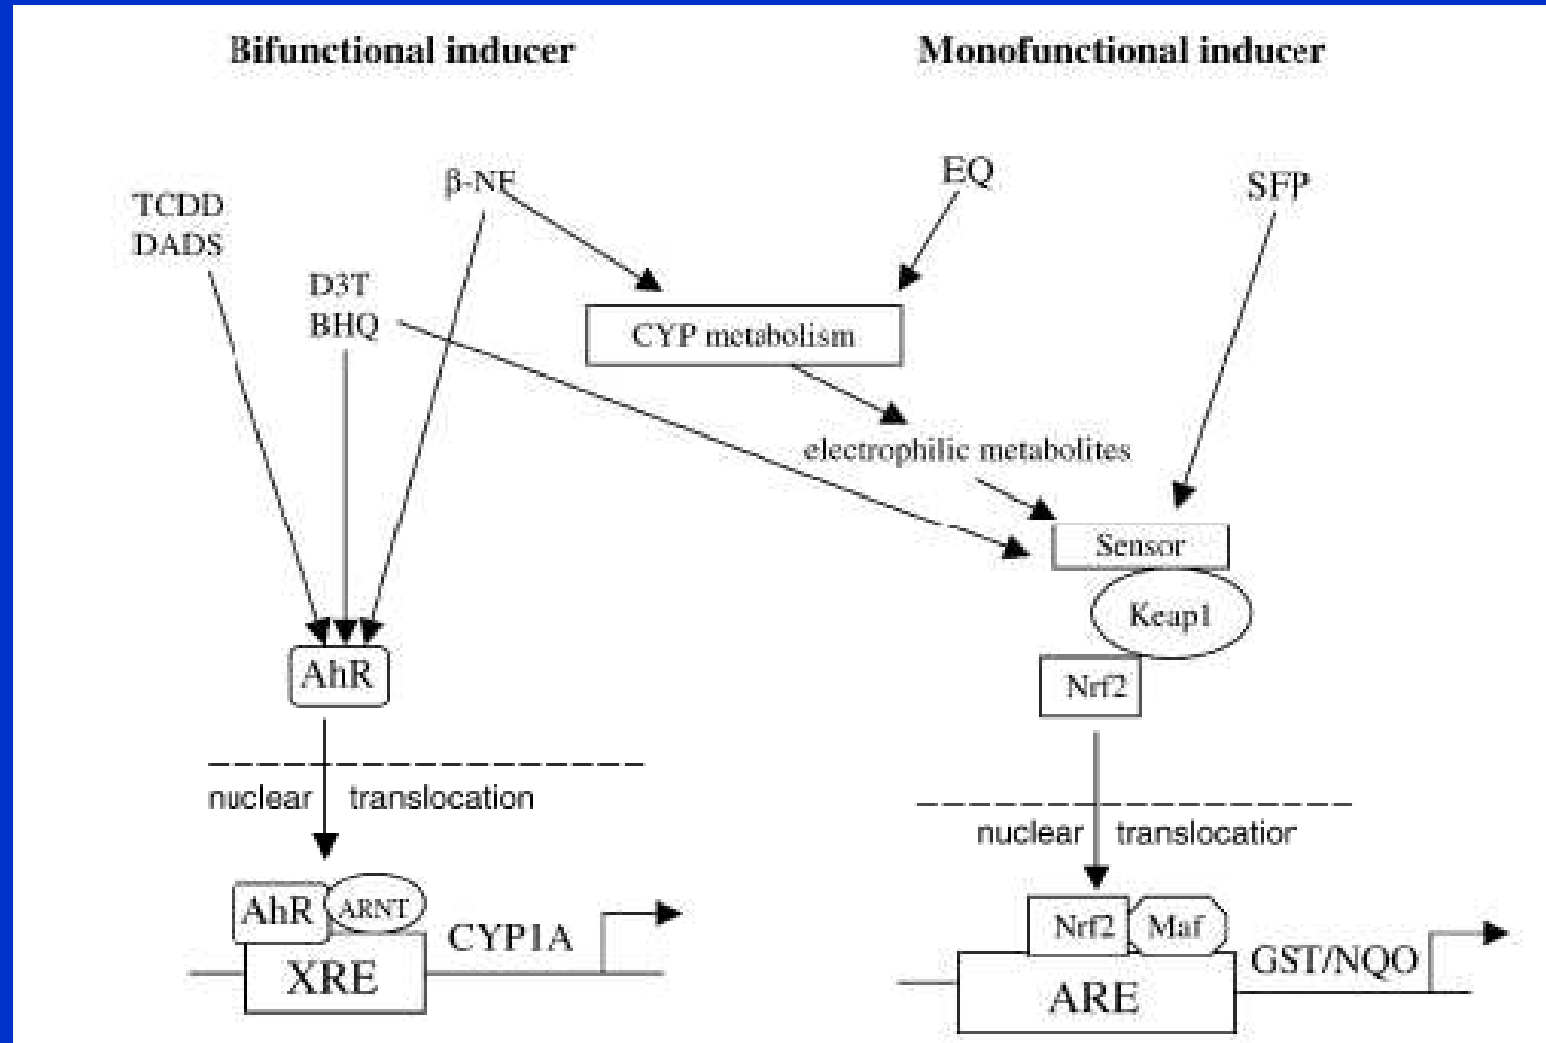 Bifunctional inducer
Monofunctional inducer
TCDD
DADS
β-NF
EQ
SFP
D3T
BHQ
CYP metabolism
electrophilic metabolites
Sensor
Keap1
Nrf2
AhR
nuclear translocation
nuclear translocation
AhR
ARNT
XRE
CYP1A
Nrf2
Maf
ARE
GST/NQO